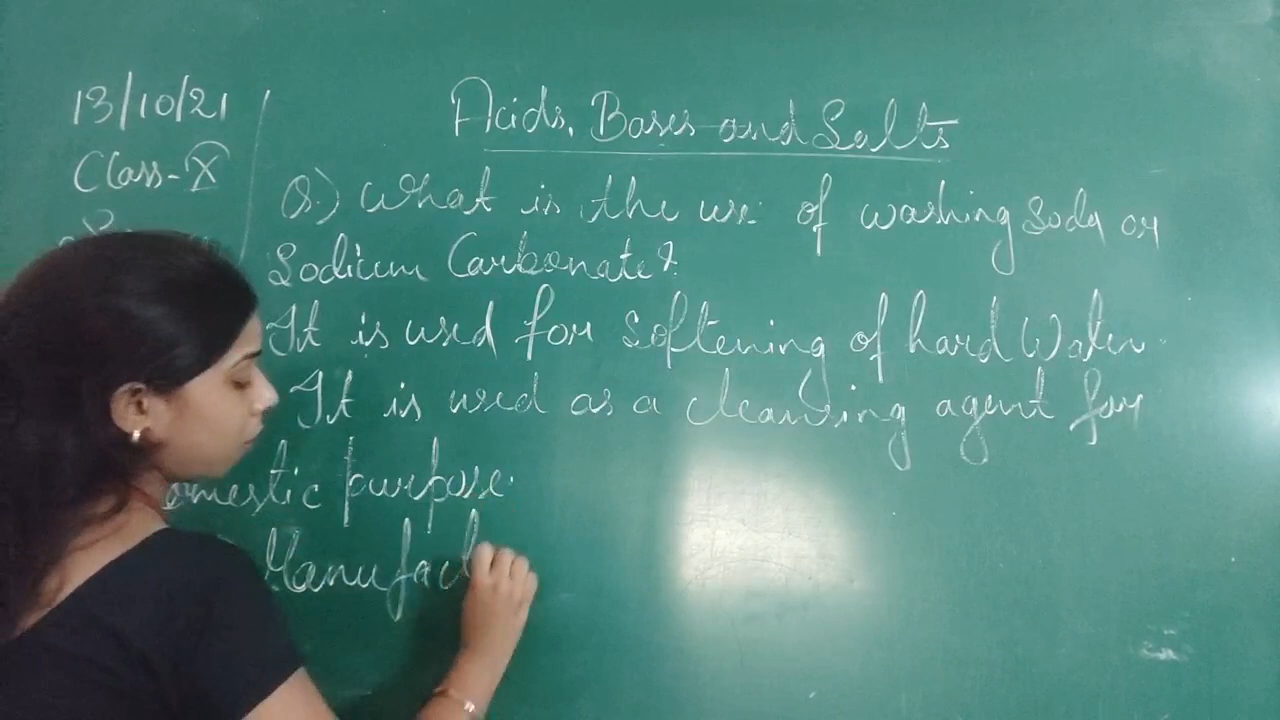 13/10/21
Class-X
Acids, Bases and Salts
Q.) What is the use of washing Soda or
Sodium Carbonate?
It is used for softening of hard Water.
It is used as a cleansing agent for
omestic purpose.
Manufact